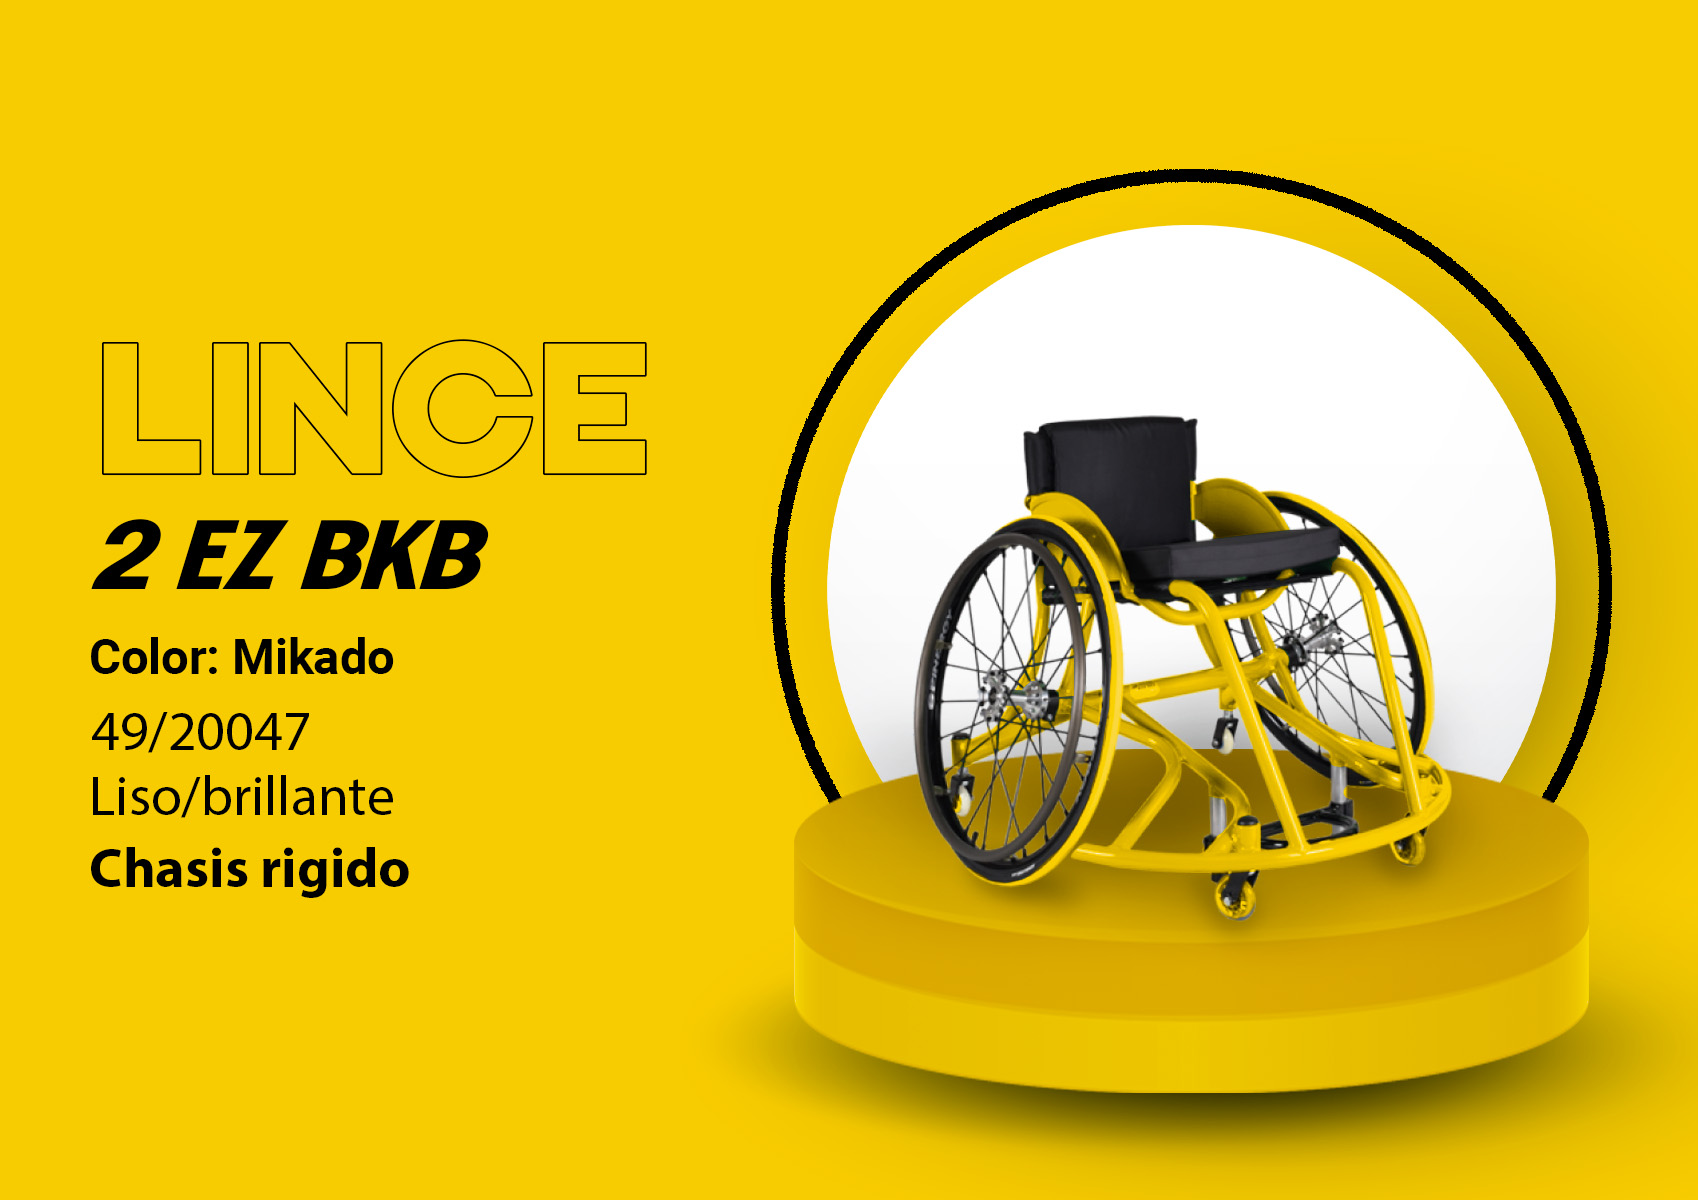 LINCE
2 EZ BKB
Color: Mikado
49/20047
Liso/brillante
Chasis rigido